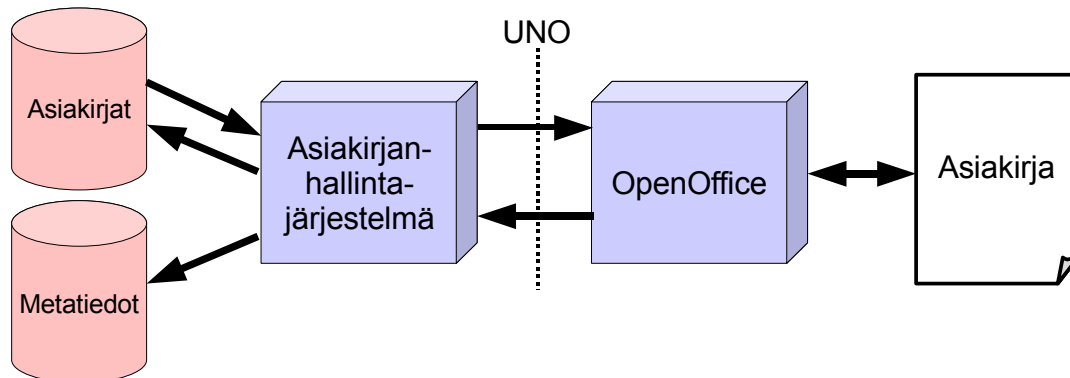 UNO
Asiakirjat
Asiakirjan-
hallinta-
järjestelmä
OpenOffice
Asiakirja
Metatiedot